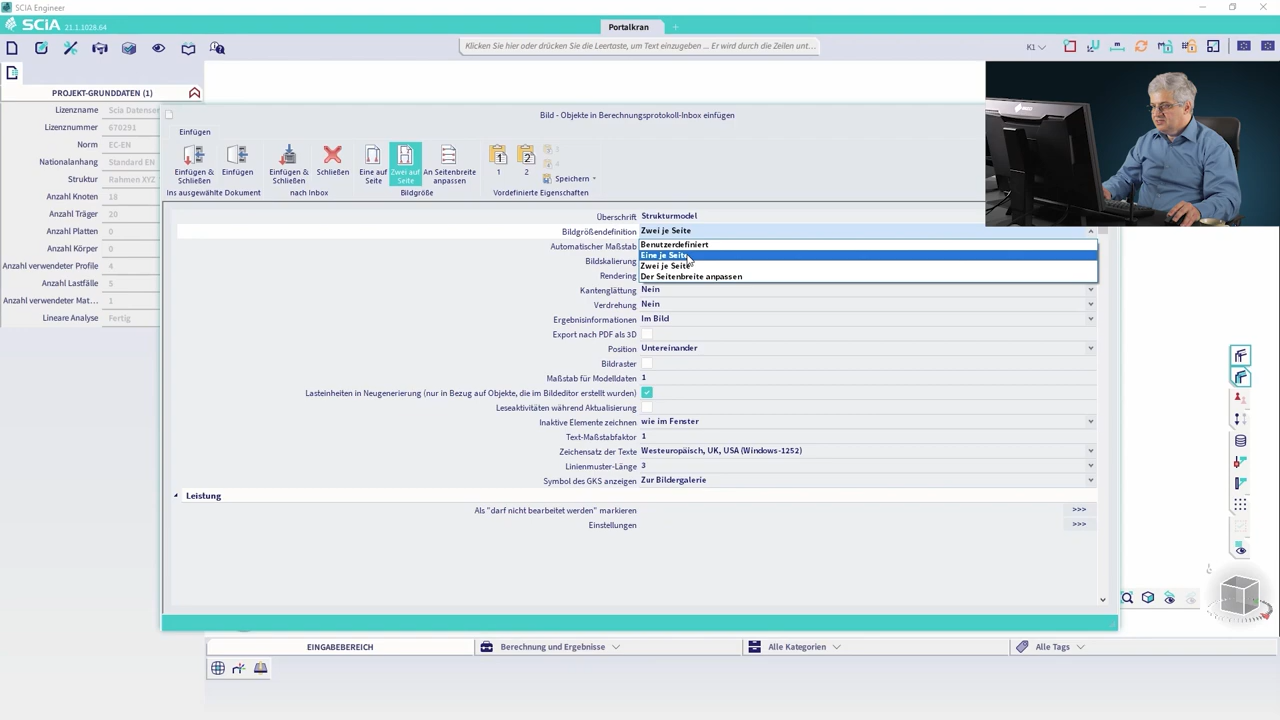 SCIA Engineer
SCIA 21.1.1028.64
Portalkran
Klicken Sie hier oder drücken Sie die Leertaste, um Text einzugeben ... Er wird durch die Zeilen unt...
K1
PROJEKT-GRUNDDATEN (1)
Lizenzname Scia Datense
Lizenznummer 670291
Norm EC-EN
Nationalanhang Standard EN
Struktur Rahmen XYZ
Anzahl Knoten 18
Anzahl Träger 20
Anzahl Platten 0
Anzahl Körper 0
Anzahl verwendeter Profile 4
Anzahl Lastfälle 5
Anzahl verwendeter Mat... 1
Lineare Analyse Fertig
Bild - Objekte in Berechnungsprotokoll-Inbox einfügen
Einfügen
Einfügen & Schließen
Einfügen
Einfügen & Schließen
Schließen
Eine auf Seite
Zwei auf Seite
An Seitenbreite anpassen
1
2
3
4
Speichern
Ins ausgewählte Dokument
nach Inbox
Bildgröße
Vordefinierte Eigenschaften
Überschrift Strukturmodel
Bildgrößendefinition Zwei je Seite
Automatischer Maßstab Benutzerdefiniert
Eine je Seite
Bildskalierung Zwei je Seite
Rendering Der Seitenbreite anpassen
Kantenglättung Nein
Verdrehung Nein
Ergebnisinformationen Im Bild
Export nach PDF als 3D
Position Untereinander
Bildraster
Maßstab für Modelldaten 1
Lasteinheiten in Neugenerierung (nur in Bezug auf Objekte, die im Bildeditor erstellt wurden)
Leseaktivitäten während Aktualisierung
Inaktive Elemente zeichnen wie im Fenster
Text-Maßstabfaktor 1
Zeichensatz der Texte Westeuropäisch, UK, USA (Windows-1252)
Linienmuster-Länge 3
Symbol des GKS anzeigen Zur Bildergalerie
Leistung
Als "darf nicht bearbeitet werden" markieren >>>
Einstellungen >>>
EINGABEBEREICH
Berechnung und Ergebnisse
Alle Kategorien
Alle Tags